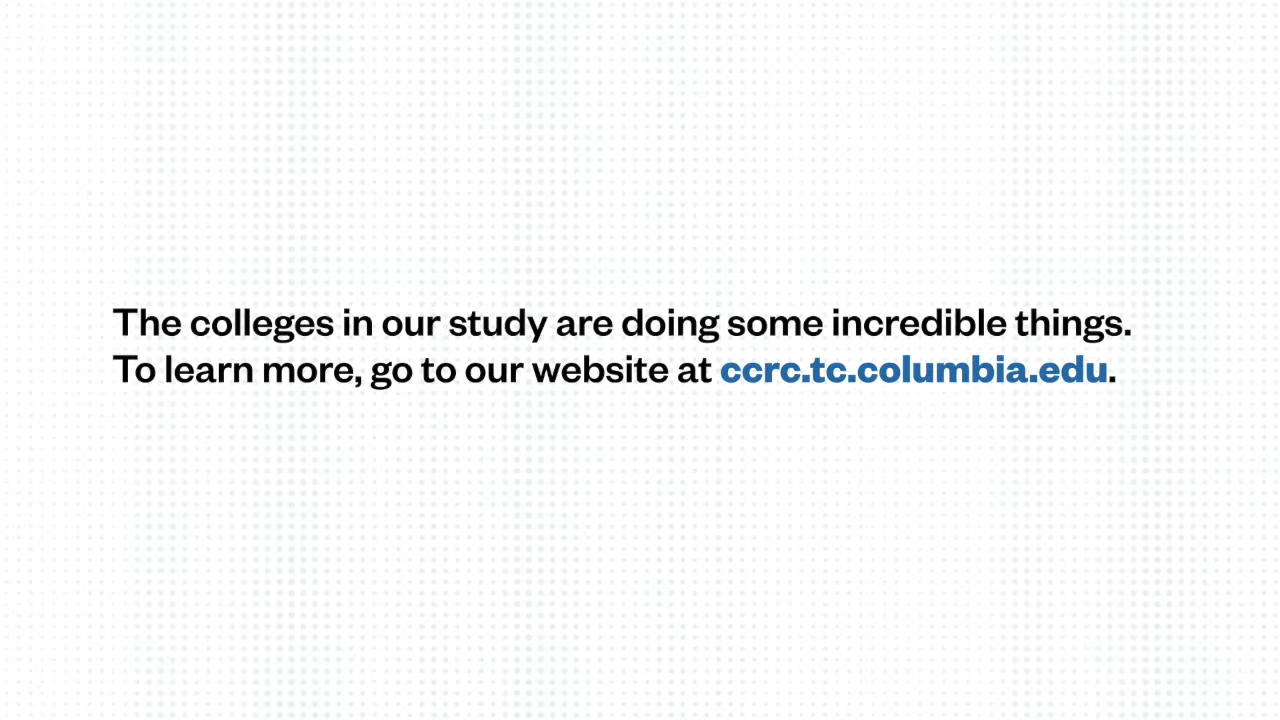 The colleges in our study are doing some incredible things.
To learn more, go to our website at ccrc.tc.columbia.edu.